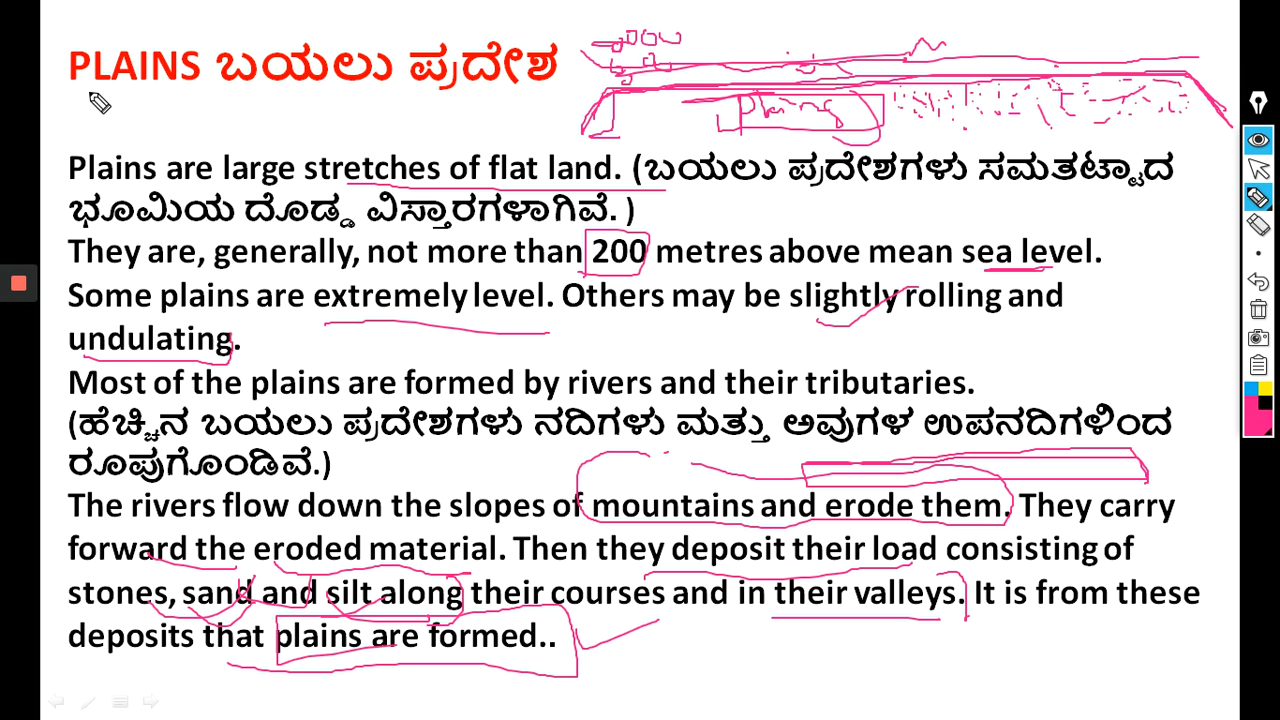 PLAINS ಬಯಲು ಪ್ರದೇಶ
Plains
Plains are large stretches of flat land. (ಬಯಲು ಪ್ರದೇಶಗಳು ಸಮತಟ್ಟಾದ
ಭೂಮಿಯ ದೊಡ್ಡ ವಿಸ್ತಾರಗಳಾಗಿವೆ. )
They are, generally, not more than 200 metres above mean sea level.
Some plains are extremely level. Others may be slightly rolling and
undulating.
Most of the plains are formed by rivers and their tributaries.
(ಹೆಚ್ಚಿನ ಬಯಲು ಪ್ರದೇಶಗಳು ನದಿಗಳು ಮತ್ತು ಅವುಗಳ ಉಪನದಿಗಳಿಂದ
ರೂಪುಗೊಂಡಿವೆ.)
The rivers flow down the slopes of mountains and erode them. They carry
forward the eroded material. Then they deposit their load consisting of
stones, sand and silt along their courses and in their valleys. It is from these
deposits that plains are formed..